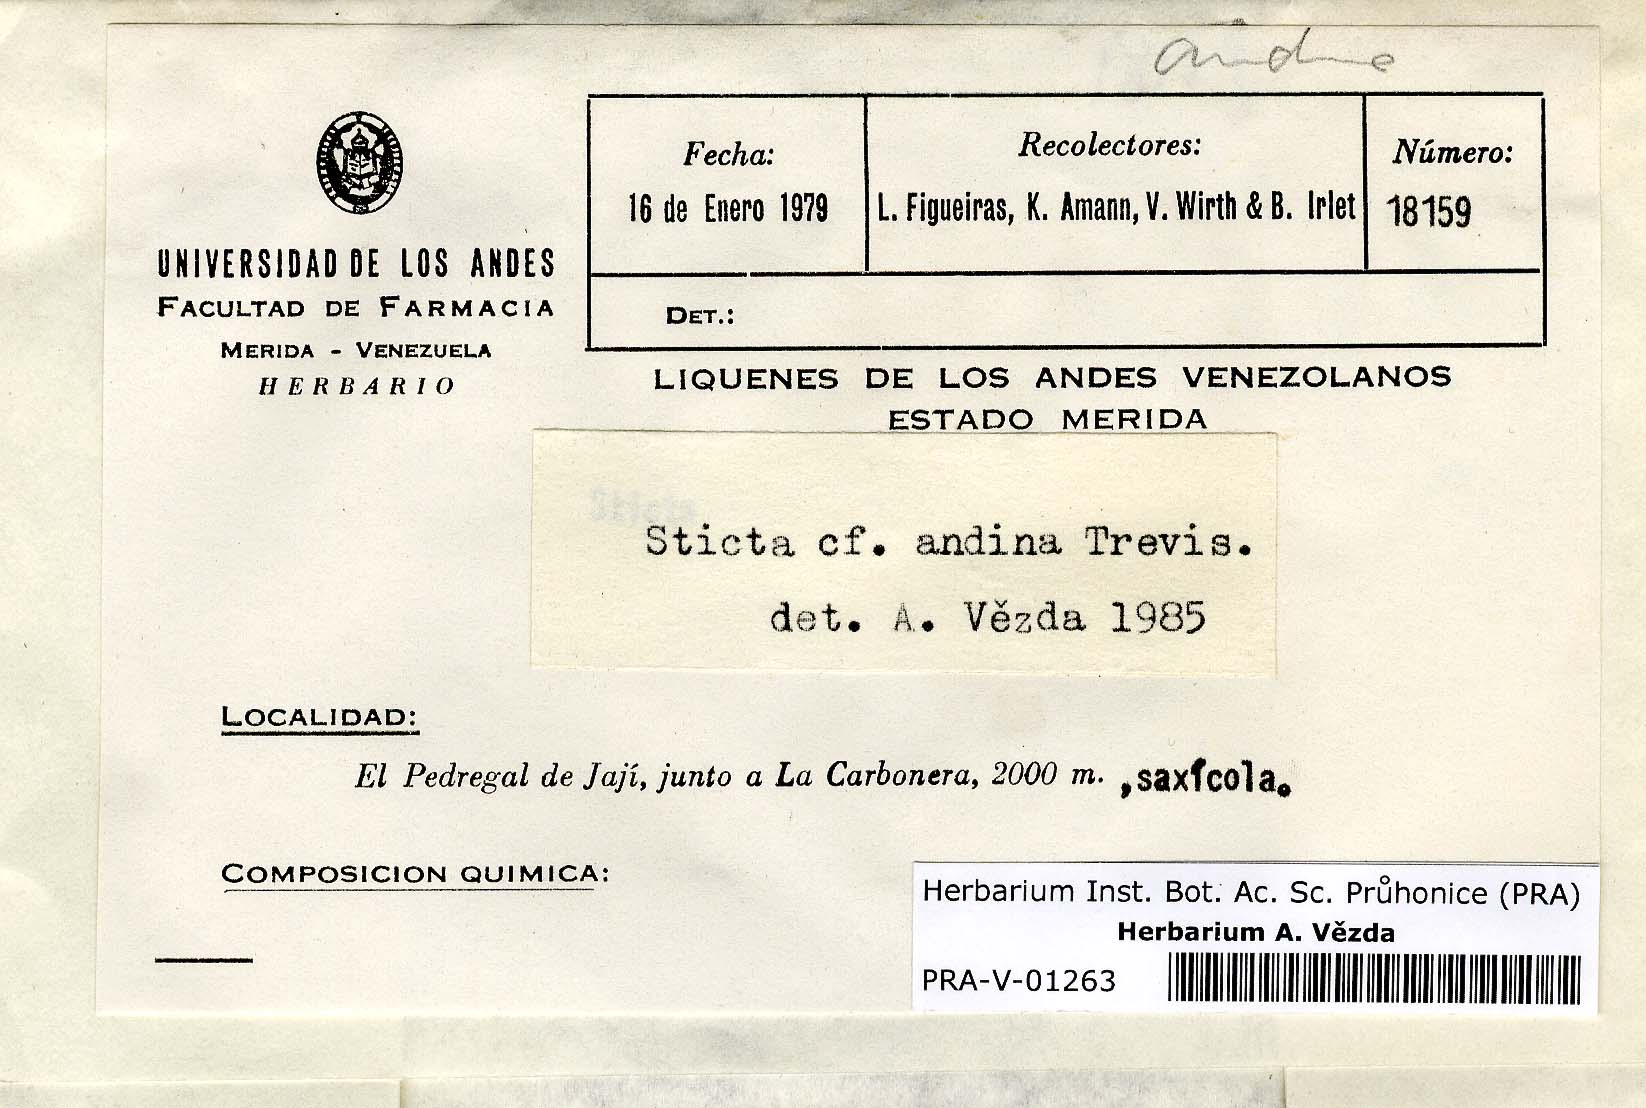 andina
Fecha:
16 de Enero 1979
Recolectores:
L. Figueiras, K. Amann, V. Wirth & B. Irlet
Número:
18159
DET.:
UNIVERSIDAD DE LOS ANDES
FACULTAD DE FARMACIA
MERIDA - VENEZUELA
HERBARIO
LIQUENES DE LOS ANDES VENEZOLANOS
ESTADO MERIDA
Sticta
Sticta cf. andina Trevis.
det. A. Vězda 1985
LOCALIDAD:
El Pedregal de Jají, junto a La Carbonera, 2000 m. ,saxícola.
COMPOSICION QUIMICA:
Herbarium Inst. Bot. Ac. Sc. Průhonice (PRA)
Herbarium A. Vězda
PRA-V-01263